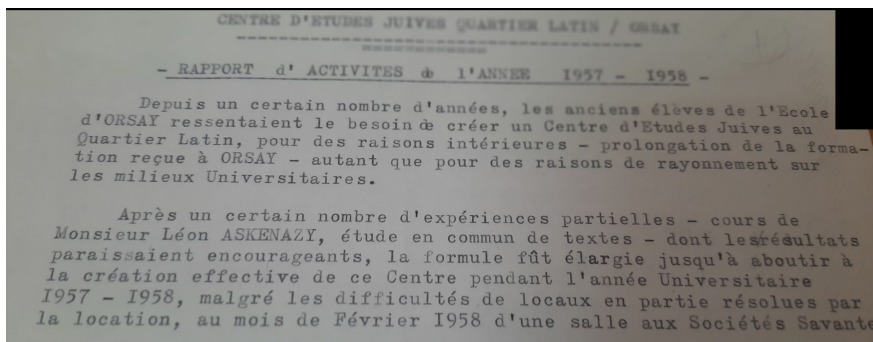 CENTRE D'ETUDES JUIVES QUARTIER LATIN / ORSAY
- RAPPORT d' ACTIVITES de l'ANNEE I957 - I958 -
Depuis un certain nombre d'années, les anciens élèves de l'Ecole
d'ORSAY ressentaient le besoin de créer un Centre d'Etudes Juives au
Quartier Latin, pour des raisons intérieures - prolongation de la forma-
tion reçue à ORSAY - autant que pour des raisons de rayonnement sur
les milieux Universitaires.
Après un certain nombre d'expériences partielles - cours de
Monsieur Léon ASKENAZY, étude en commun de textes - dont les résultats
paraissaient encourageants, la formule fût élargie jusqu'à aboutir à
la création effective de ce Centre pendant l'année Universitaire
I957 - I958, malgré les difficultés de locaux en partie résolues par
la location, au mois de Février I958 d'une salle aux Sociétés Savante